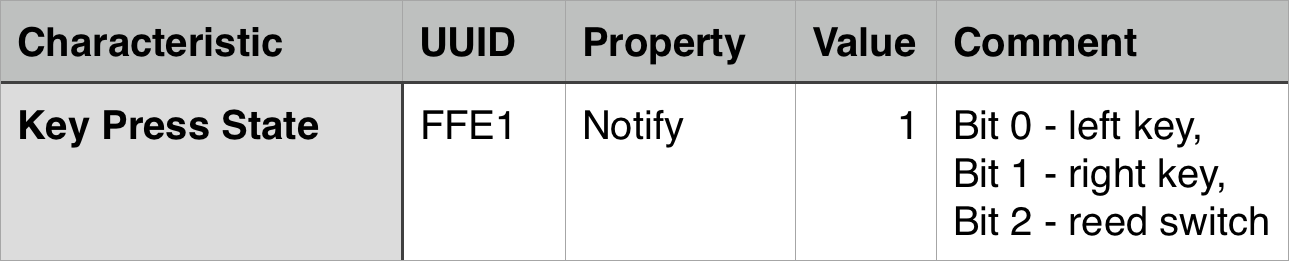 Characteristic UUID Property Value Comment
Key Press State FFE1 Notify 1 Bit 0 - left key,
Bit 1 - right key,
Bit 2 - reed switch